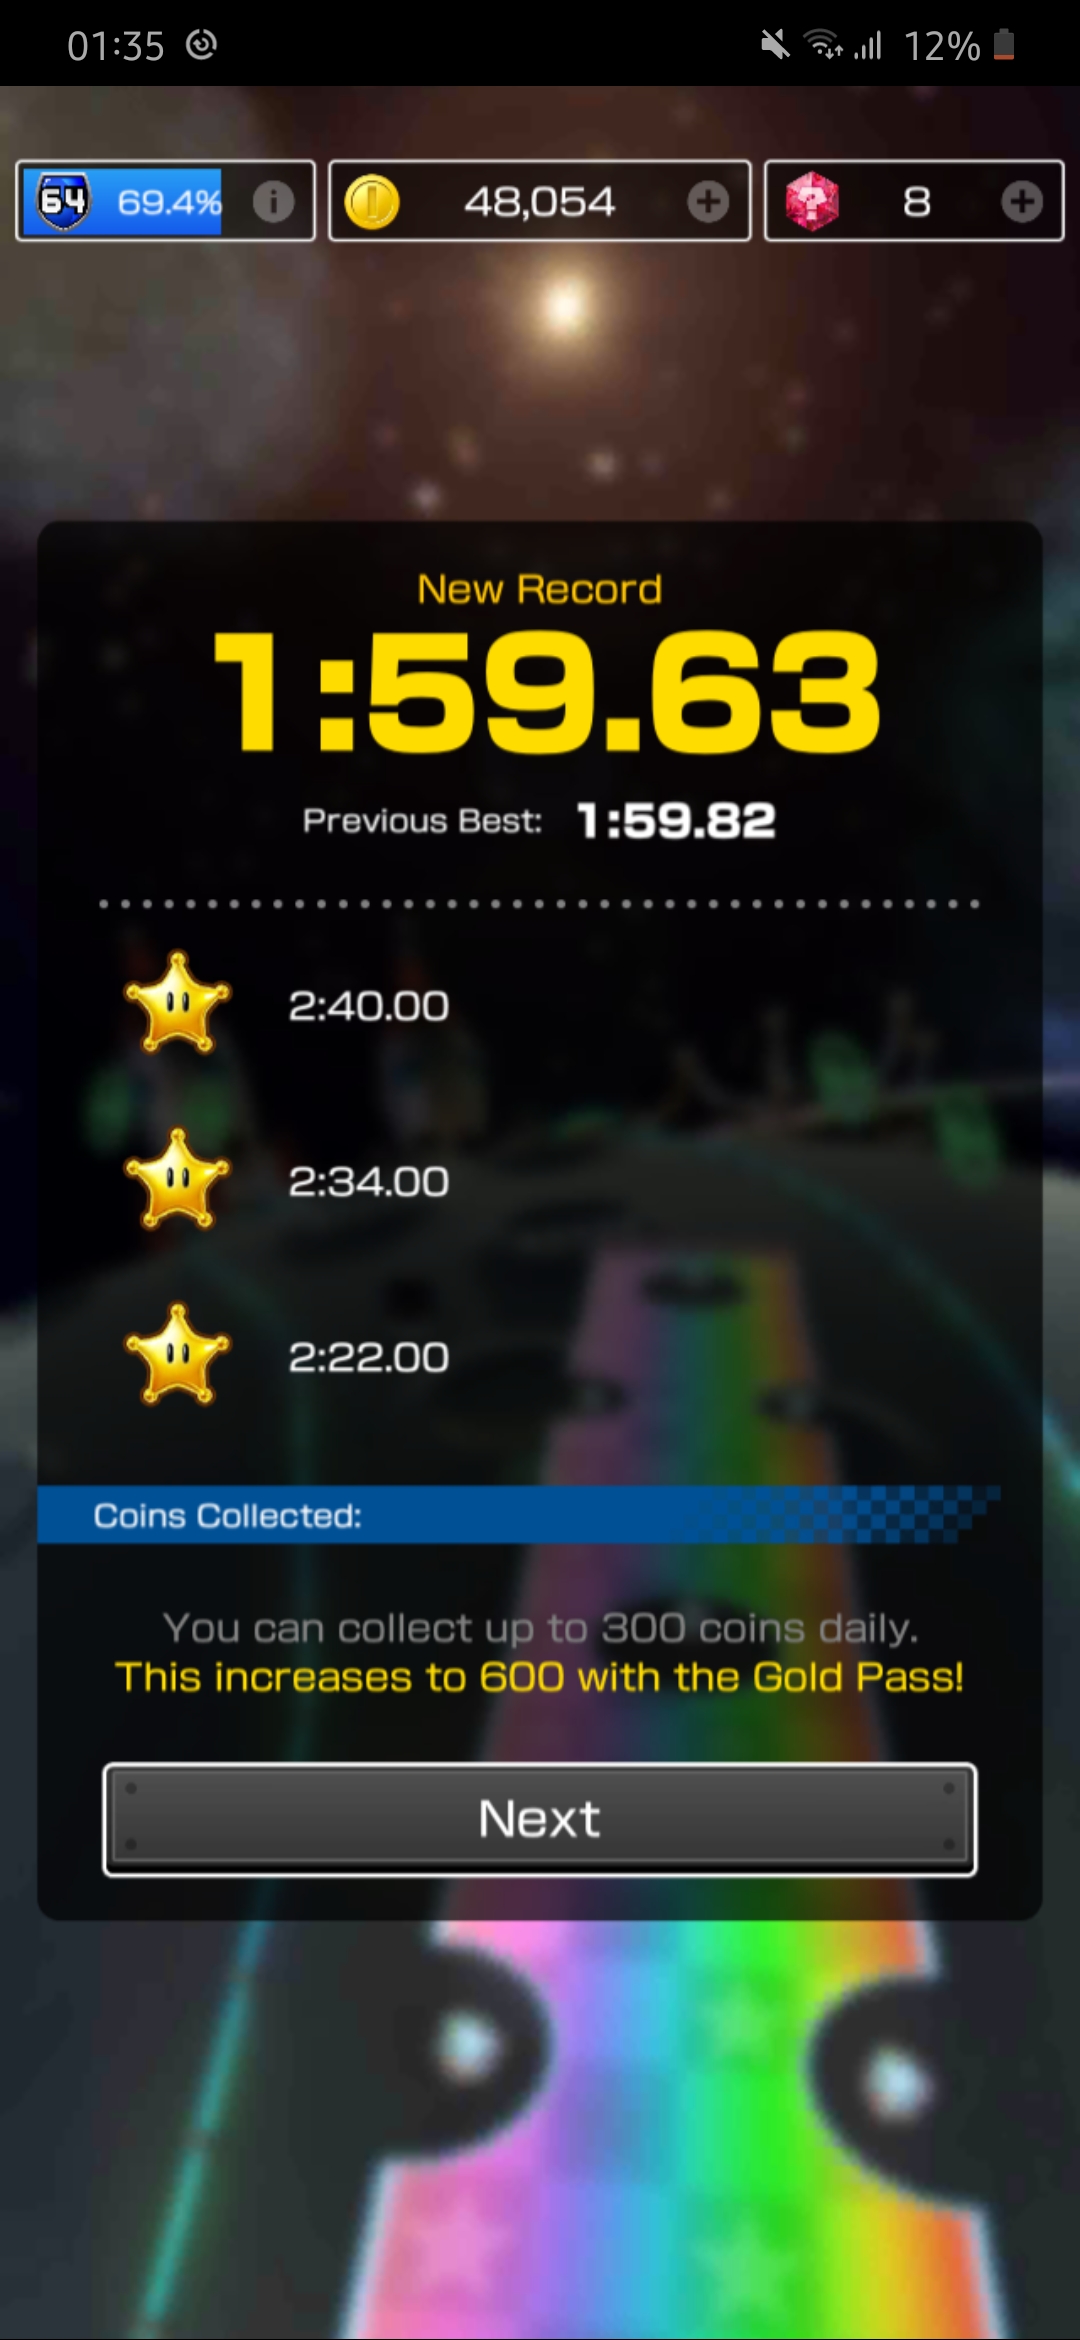 01:35 12%
64 69.4% i 48,054 + 8 +
New Record
1:59.63
Previous Best: 1:59.82
2:40.00
2:34.00
2:22.00
Coins Collected:
You can collect up to 300 coins daily.
This increases to 600 with the Gold Pass!
Next